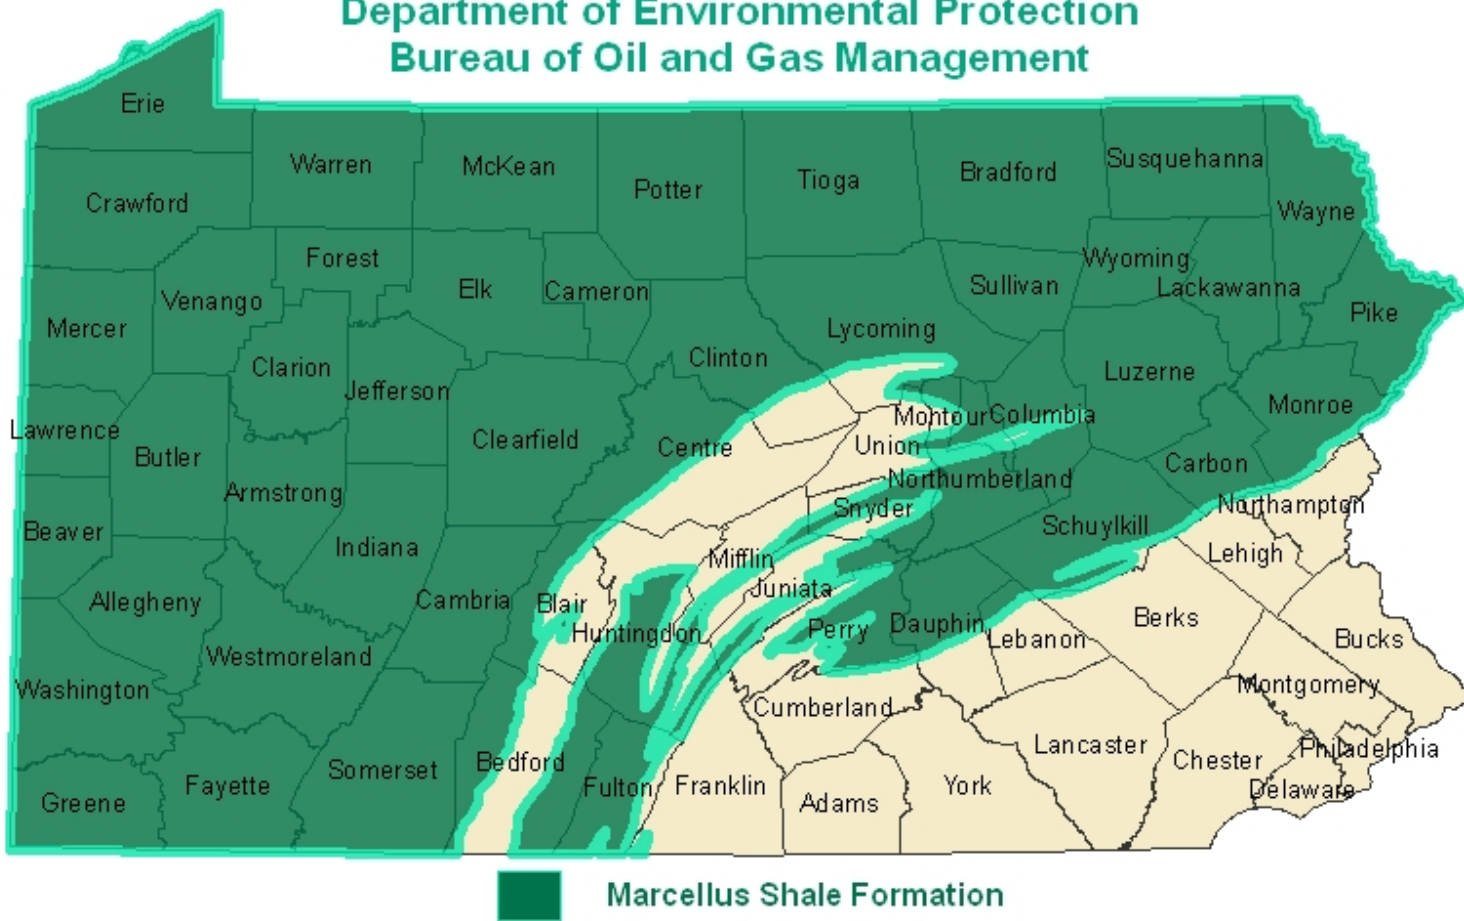 Department of Environmental Protection
Bureau of Oil and Gas Management
Erie
Warren
McKean
Potter
Tioga
Bradford
Susquehanna
Crawford
Wayne
Forest
Wyoming
Venango
Elk
Cameron
Sullivan
Lackawanna
Mercer
Lycoming
Pike
Clarion
Clinton
Jefferson
Luzerne
Lawrence
Montour
Columbia
Monroe
Butler
Clearfield
Centre
Union
Carbon
Armstrong
Northumberland
Beaver
Snyder
Northampton
Indiana
Schuylkill
Mifflin
Lehigh
Allegheny
Cambria
Blair
Juniata
Huntingdon
Perry
Dauphin
Lebanon
Berks
Bucks
Westmoreland
Washington
Cumberland
Montgomery
Greene
Fayette
Somerset
Bedford
Fulton
Franklin
Adams
York
Lancaster
Chester
Philadelphia
Delaware
Marcellus Shale Formation